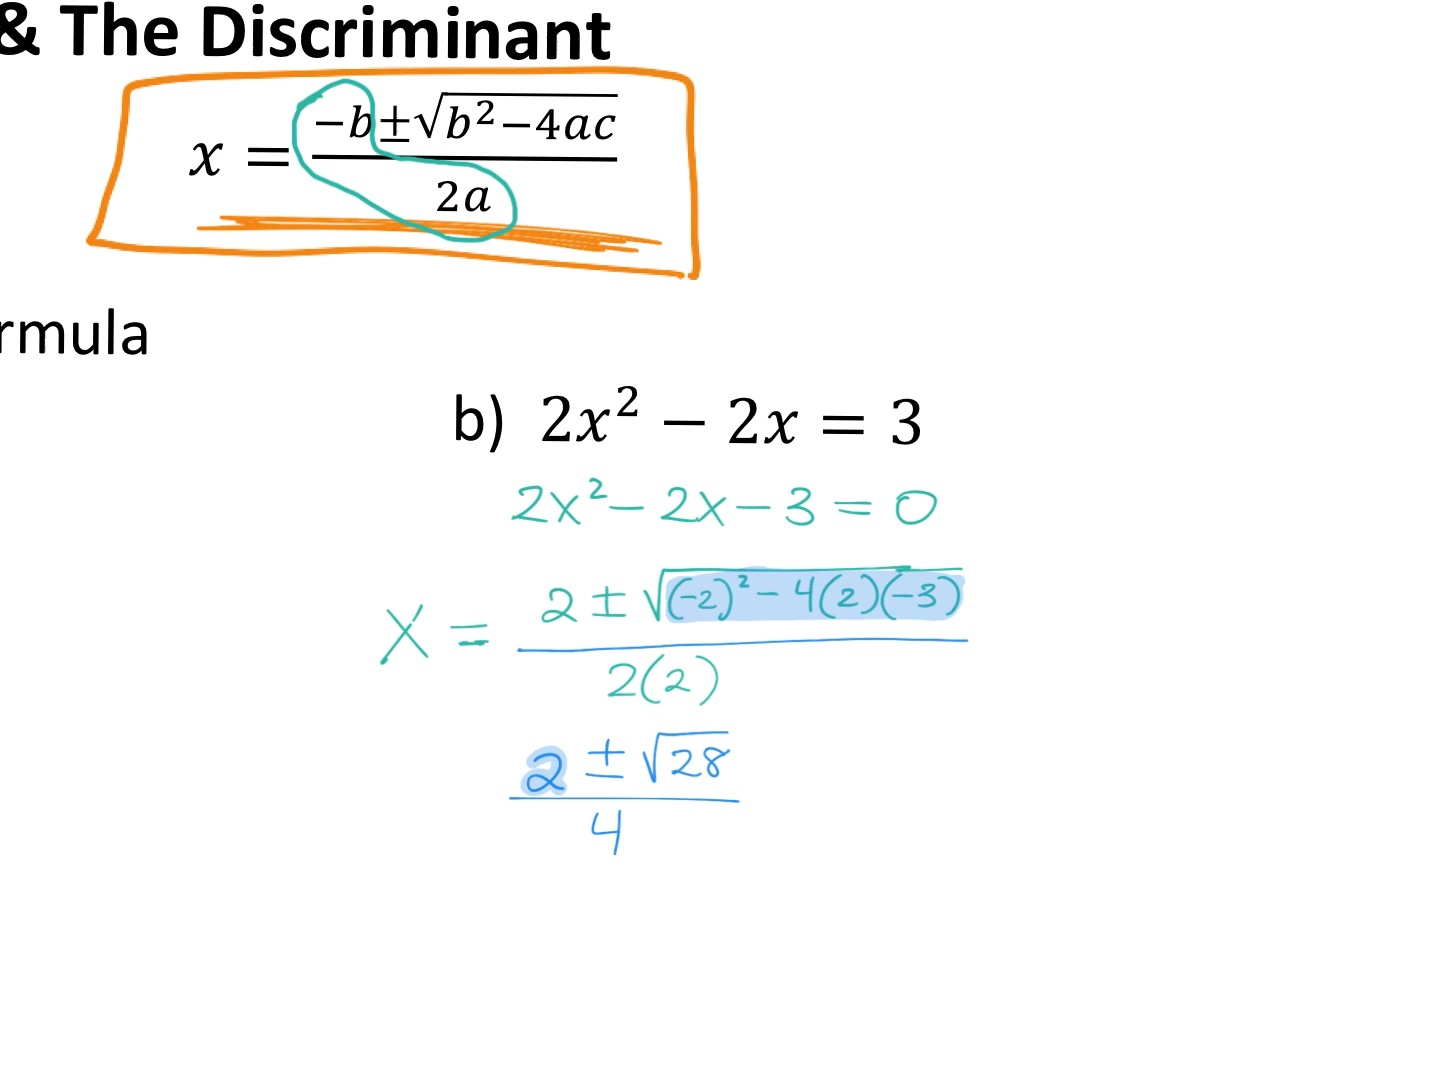 & The Discriminant
x = −b±√b²−4ac / 2a
rmula
b) 2x² − 2x = 3
2x² − 2x − 3 = 0
x = 2 ± √(-2)² − 4(2)(−3) / 2(2)
2 ± √28 / 4